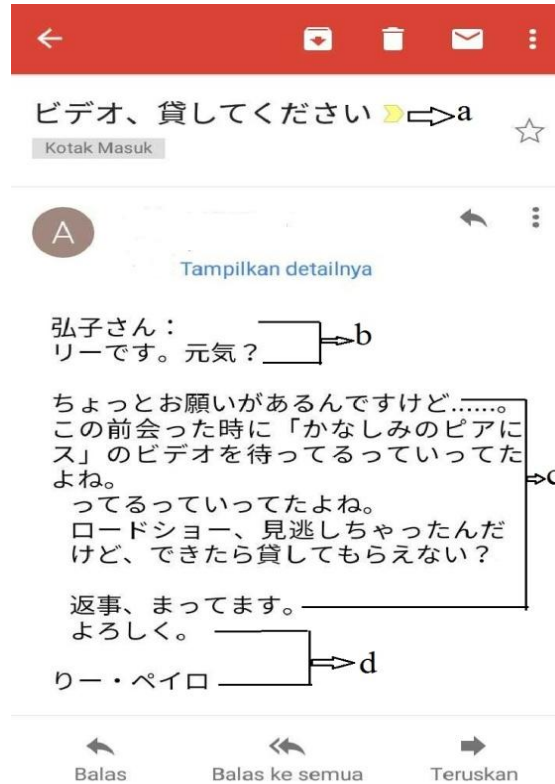 ビデオ、貸してください a
Kotak Masuk
A
Tampilkan detailnya
弘子さん：
リーです。元気？
b
ちょっとお願いがあるんですけど……。
この前会った時に「かなしみのピアに
ス」のビデオを待ってるっていってた
よね。
c
ってるっていってたよね。
ロードショー、見逃しちゃったんだ
けど、できたら貸してもらえない？
返事、まってます。
よろしく。
d
りー・ペイロ
Balas Balas ke semua Teruskan